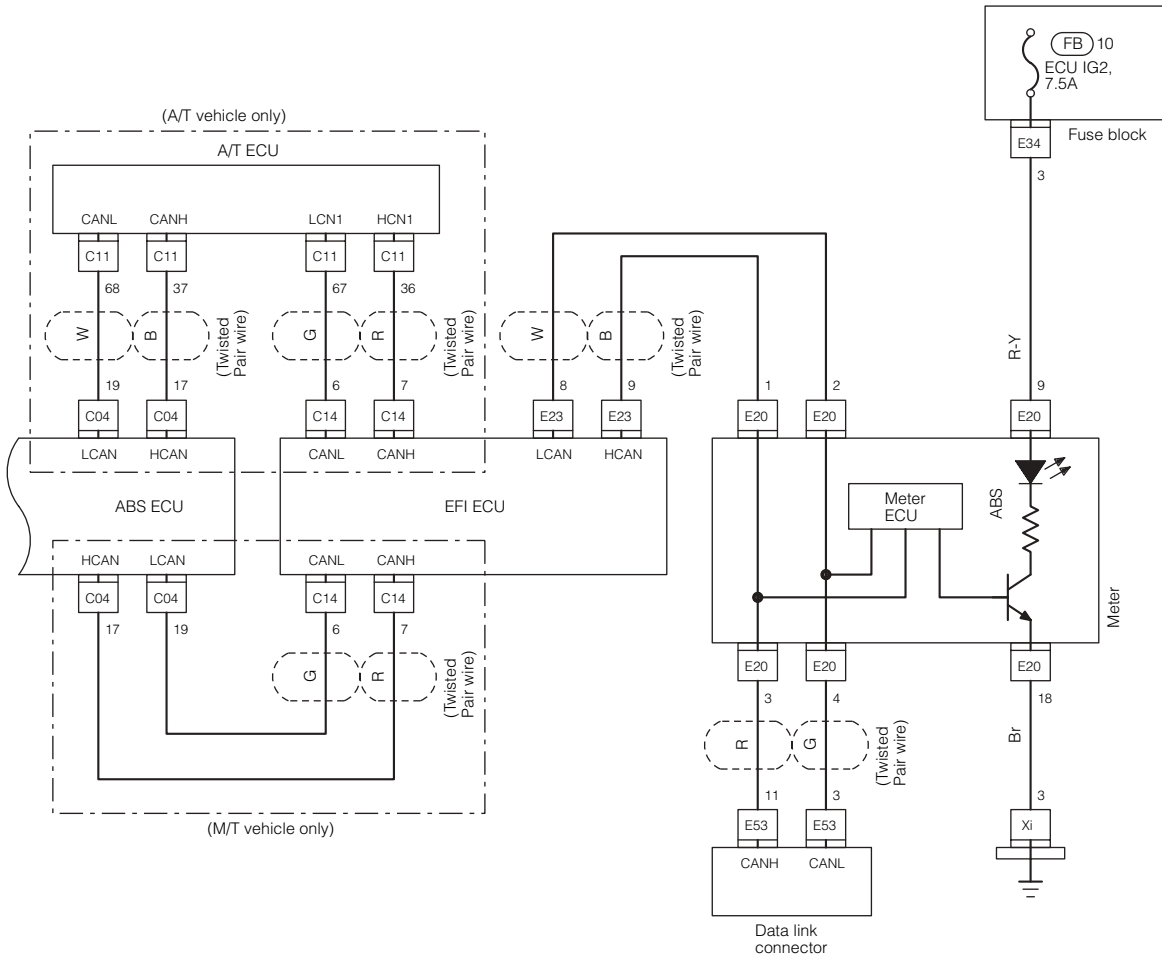 FB 10
ECU IG2,
7.5A
Fuse block
E34
3
(A/T vehicle only)
A/T ECU
CANL CANH LCN1 HCN1
C11 C11 C11 C11
68 37 67 36
W B (Twisted
Pair wire)
G R (Twisted
Pair wire)
W B (Twisted
Pair wire)
R-Y
19 17 6 7 8 9 1 2 9
C04 C04 C14 C14 E23 E23 E20 E20 E20
LCAN HCAN CANL CANH LCAN HCAN
ABS ECU
EFI ECU
Meter
ECU
ABS
Meter
HCAN LCAN CANL CANH
C04 C04 C14 C14
17 19 6 7
G R (Twisted
Pair wire)
(M/T vehicle only)
E20 E20 E20
3 4 18
R G (Twisted
Pair wire)
Br
11 3 3
E53 E53 Xi
CANH CANL
Data link
connector